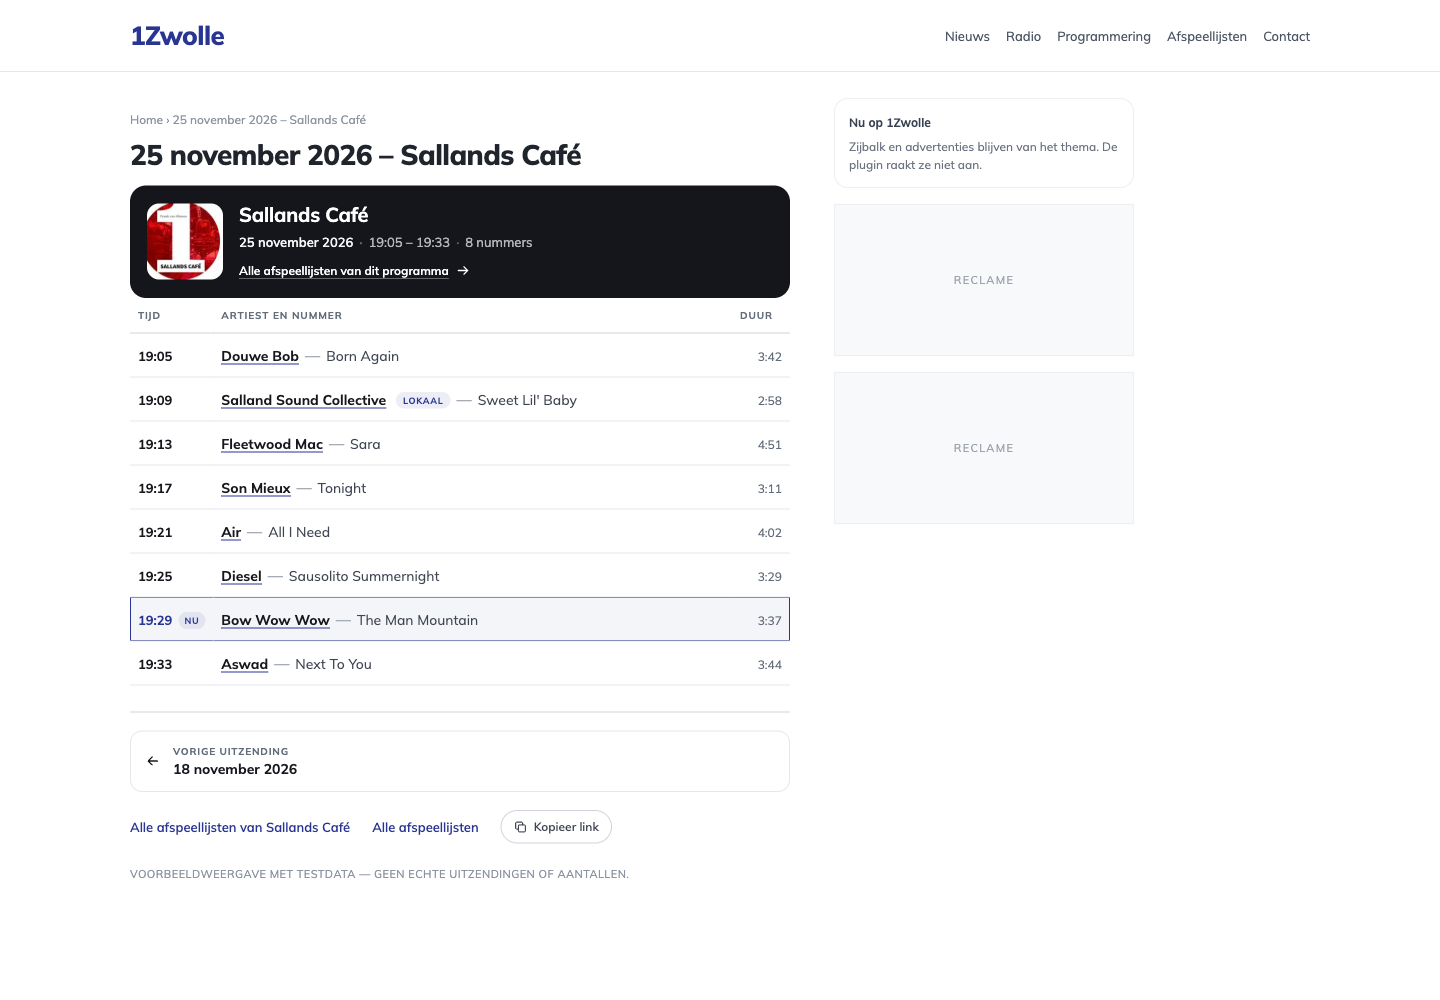 1Zwolle
Nieuws Radio Programmering Afspeellijsten Contact
Home › 25 november 2026 – Sallands Café
25 november 2026 – Sallands Café
SALLANDS CAFÉ
Sallands Café
25 november 2026 · 19:05 – 19:33 · 8 nummers
Alle afspeellijsten van dit programma →
TIJD ARTIEST EN NUMMER DUUR
19:05 Douwe Bob — Born Again 3:42
19:09 Salland Sound Collective LOKAAL — Sweet Lil' Baby 2:58
19:13 Fleetwood Mac — Sara 4:51
19:17 Son Mieux — Tonight 3:11
19:21 Air — All I Need 4:02
19:25 Diesel — Sausolito Summernight 3:29
19:29 NU Bow Wow Wow — The Man Mountain 3:37
19:33 Aswad — Next To You 3:44
← VORIGE UITZENDING
18 november 2026
Alle afspeellijsten van Sallands Café Alle afspeellijsten Kopieer link
VOORBEELDWEERGAVE MET TESTDATA — GEEN ECHTE UITZENDINGEN OF AANTALLEN.
Nu op 1Zwolle
Zijbalk en advertenties blijven van het thema. De
plugin raakt ze niet aan.
RECLAME
RECLAME